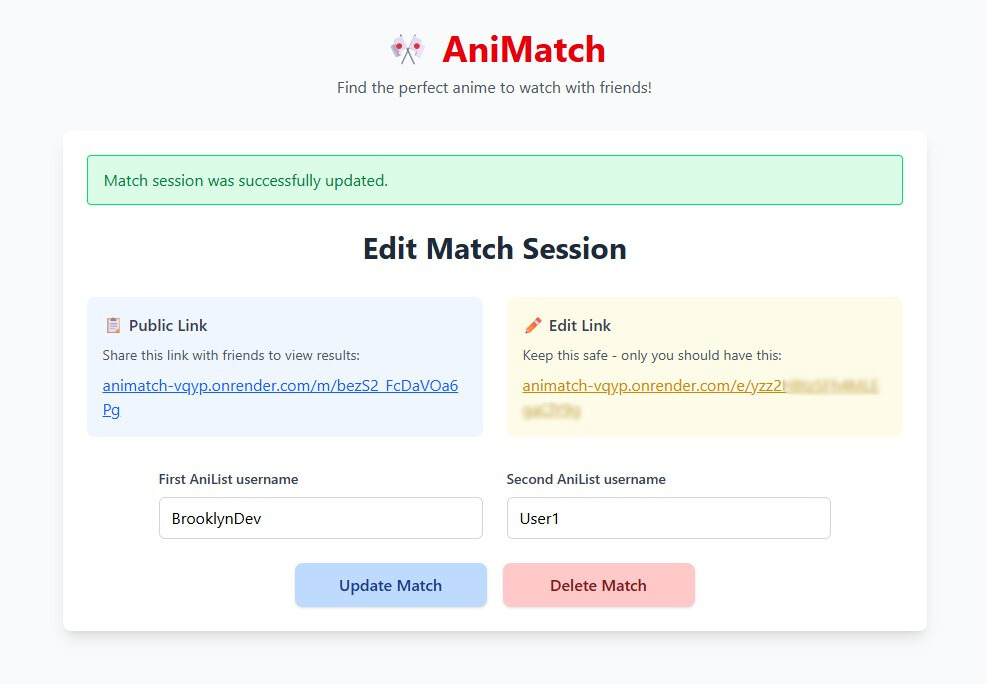 AniMatch
Find the perfect anime to watch with friends!
Match session was successfully updated.
Edit Match Session
Public Link
Share this link with friends to view results:
animatch-vqyp.onrender.com/m/bezS2_FcDaVOa6
Pg
Edit Link
Keep this safe - only you should have this:
animatch-vqyp.onrender.com/e/yzz2
First AniList username
BrooklynDev
Second AniList username
User1
Update Match
Delete Match